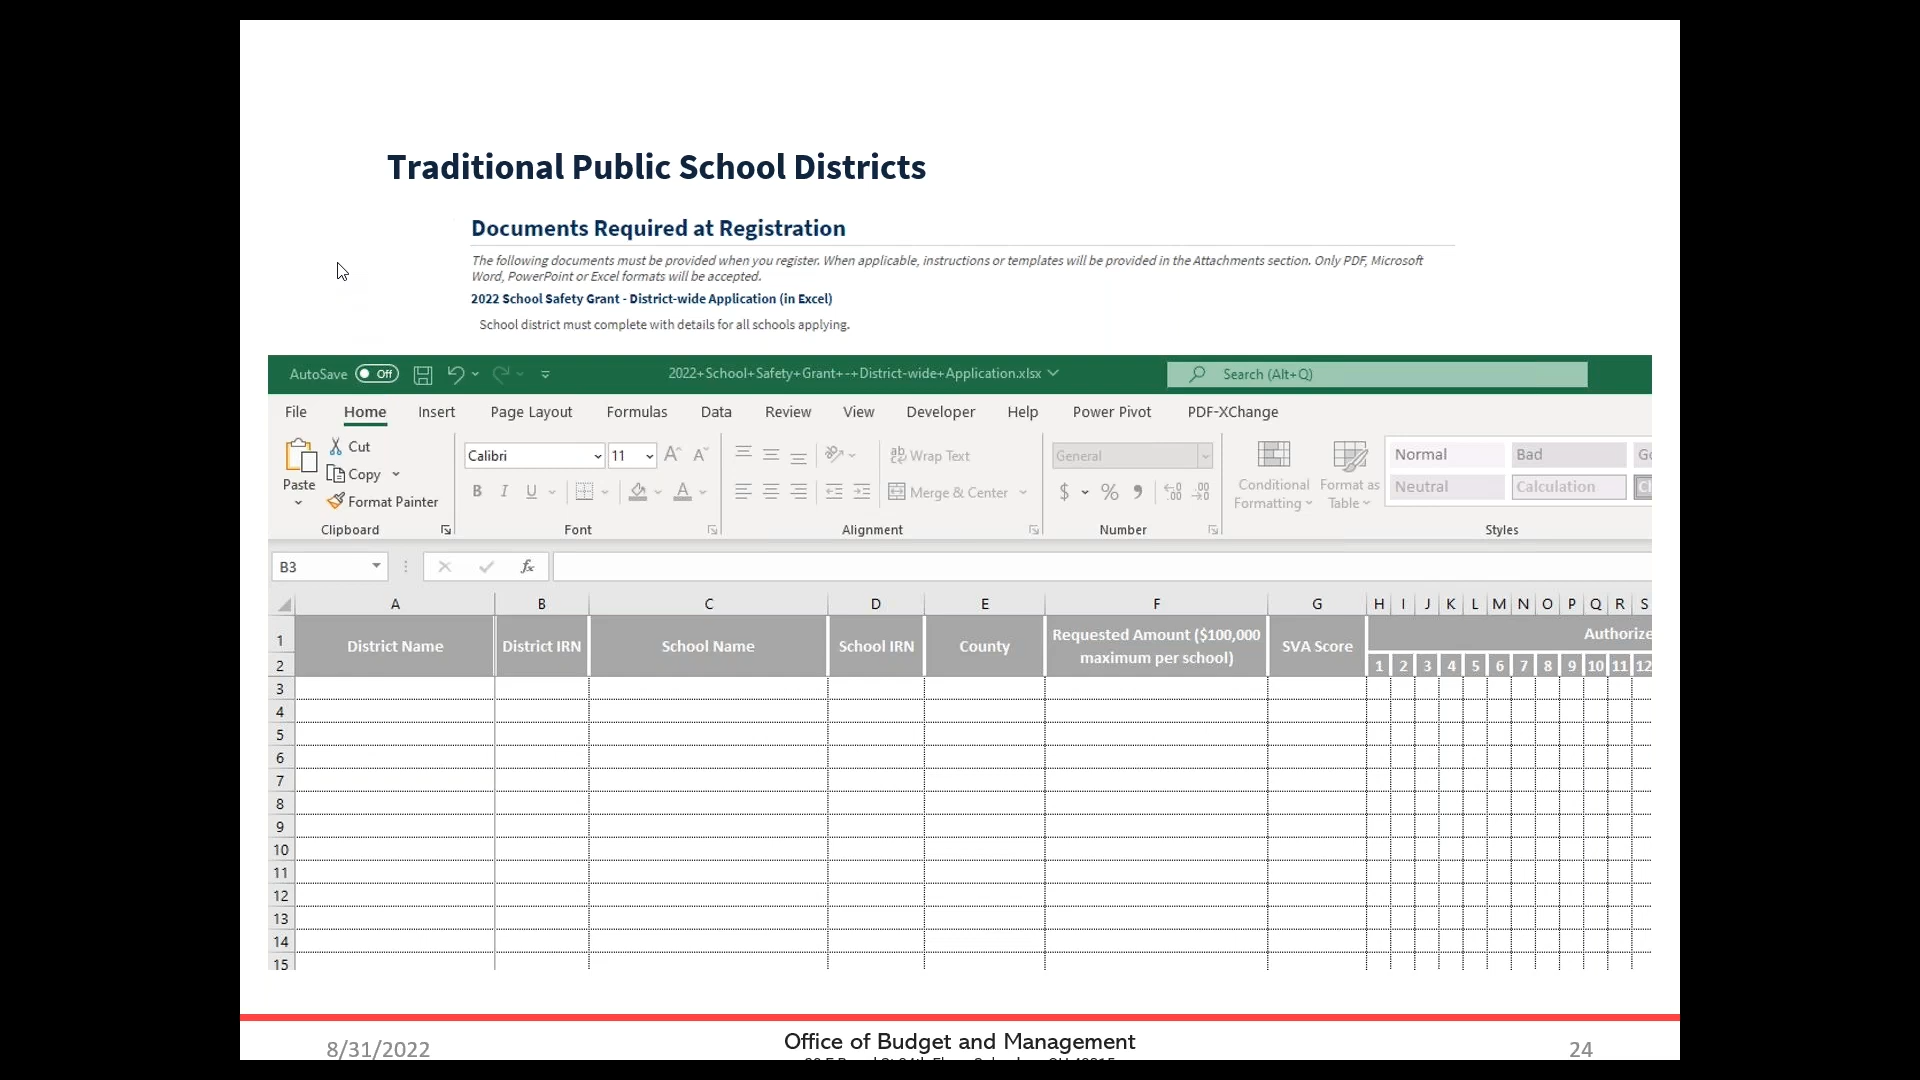 Traditional Public School Districts
Documents Required at Registration
The following documents must be provided when you register. When applicable, instructions or templates will be provided in the Attachments section. Only PDF, Microsoft
Word, PowerPoint or Excel formats will be accepted.
2022 School Safety Grant - District-wide Application (in Excel)
School district must complete with details for all schools applying.
AutoSave Off 2022+School+Safety+Grant+-+District-wide+Application.xlsx Search (Alt+Q)
File Home Insert Page Layout Formulas Data Review View Developer Help Power Pivot PDF-XChange
Cut
Copy
Format Painter
Paste
Clipboard
Calibri 11
B I U A
Font
ab Wrap Text
Merge & Center
Alignment
General
$ % ,
Number
Conditional
Formatting
Format as
Table
Normal Bad
Neutral Calculation
Styles
B3 fx
A B C D E F G H I J K L M N O P Q R S
1
2
District Name District IRN School Name School IRN County Requested Amount ($100,000
maximum per school) SVA Score Authorize
1 2 3 4 5 6 7 8 9 10 11 12
3
4
5
6
7
8
9
10
11
12
13
14
15
8/31/2022 Office of Budget and Management 24